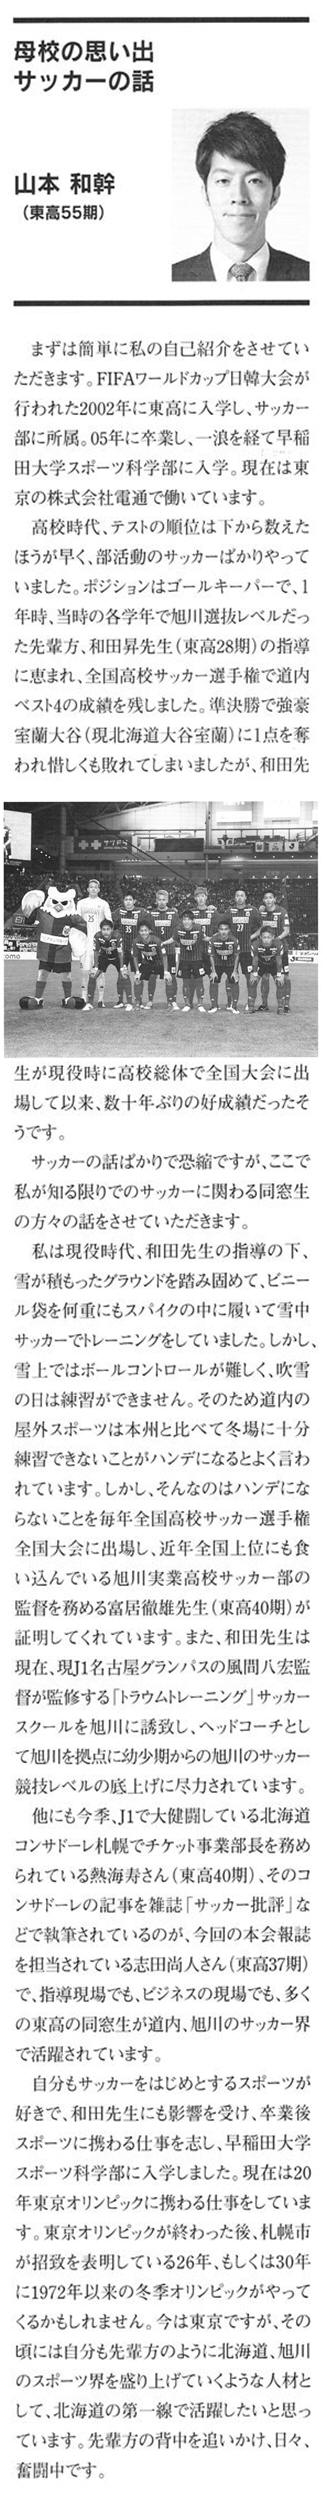 母校の思い出
サッカーの話
山本 和幹
（東高55期）
まずは簡単に私の自己紹介をさせてい
ただきます。FIFAワールドカップ日韓大会が
行われた2002年に東高に入学し、サッカー
部に所属。05年に卒業し、一浪を経て早稲
田大学スポーツ科学部に入学。現在は東
京の株式会社電通で働いています。
高校時代、テストの順位は下から数えた
ほうが早く、部活動のサッカーばかりやって
いました。ポジションはゴールキーパーで、1
年時、当時の各学年で旭川選抜レベルだっ
た先輩方、和田昇先生（東高28期）の指導
に恵まれ、全国高校サッカー選手権で道内
ベスト4の成績を残しました。準決勝で強豪
室蘭大谷（現北海道大谷室蘭）に1点を奪
われ惜しくも敗れてしまいましたが、和田先
生が現役時に高校総体で全国大会に出
場して以来、数十年ぶりの好成績だったそ
うです。
サッカーの話ばかりで恐縮ですが、ここで
私が知る限りでのサッカーに関わる同窓生
の方々の話をさせていただきます。
私は現役時代、和田先生の指導の下、
雪が積もったグラウンドを踏み固めて、ビニー
ル袋を何重にもスパイクの中に履いて雪中
サッカーでトレーニングをしていました。しかし、
雪上ではボールコントロールが難しく、吹雪
の日は練習ができません。そのため道内の
屋外スポーツは本州と比べて冬場に十分
練習できないことがハンデになるとよく言わ
れています。しかし、そんなのはハンデにな
らないことを毎年全国高校サッカー選手権
全国大会に出場し、近年全国上位にも食
い込んでいる旭川実業高校サッカー部の
監督を務める富居徹雄先生（東高40期）が
証明してくれています。また、和田先生は
現在、現J1名古屋グランパスの風間八宏監
督が監修する「トラウムトレーニング」サッカー
スクールを旭川に誘致し、ヘッドコーチとし
て旭川を拠点に幼少期からの旭川のサッカー
競技レベルの底上げに尽力されています。
他にも今季、J1で大健闘している北海道
コンサドーレ札幌でチケット事業部長を務め
られている熱海寿さん（東高40期）、そのコ
ンサドーレの記事を雑誌「サッカー批評」な
どで執筆されているのが、今回の本会報誌
を担当されている志田尚人さん（東高37期）
で、指導現場でも、ビジネスの現場でも、多く
の東高の同窓生が道内、旭川のサッカー界
で活躍されています。
自分もサッカーをはじめとするスポーツが
好きで、和田先生にも影響を受け、卒業後
スポーツに携わる仕事を志し、早稲田大学
スポーツ科学部に入学しました。現在は20
年東京オリンピックに携わる仕事をしていま
す。東京オリンピックが終わった後、札幌市
が招致を表明している26年、もしくは30年
に1972年以来の冬季オリンピックがやって
くるかもしれません。今は東京ですが、その
頃には自分も先輩方のように北海道、旭川
のスポーツ界を盛り上げていくような人材と
して、北海道の第一線で活躍したいと思っ
ています。先輩方の背中を追いかけ、日々、
奮闘中です。